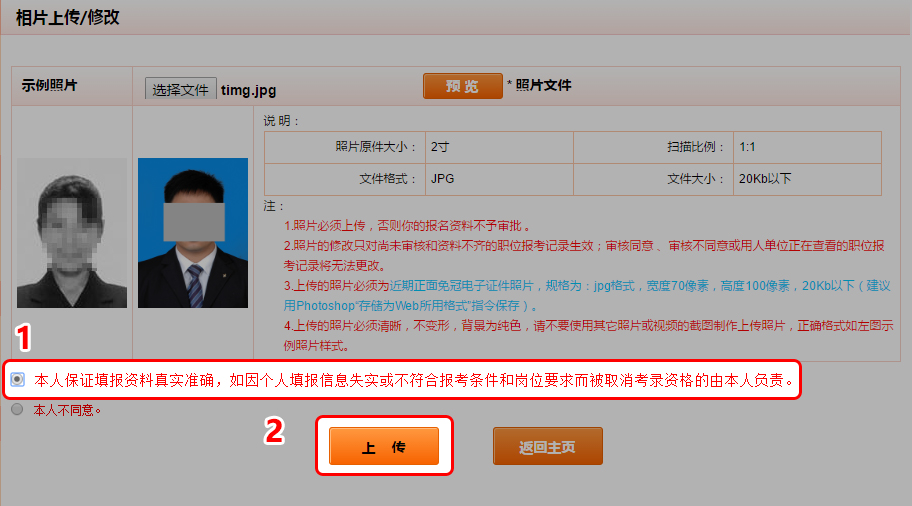 相片上传/修改
示例照片
选择文件 timg.jpg
预 览
* 照片文件
说 明：
照片原件大小： 2寸 扫描比例： 1:1
文件格式： JPG 文件大小： 20Kb以下
注：
1.照片必须上传，否则你的报名资料不予审批 。
2.照片的修改只对尚未审核和资料不齐的职位报考记录生效；审核同意 、审核不同意或用人单位正在查看的职位报
考记录将无法更改。
3.上传的照片必须为近期正面免冠电子证件照片，规格为：jpg格式，宽度70像素，高度100像素，20Kb以下（建议
用Photoshop“存储为Web所用格式”指令保存）。
4.上传的照片必须清晰，不变形，背景为纯色，请不要使用其它照片或视频的截图制作上传照片，正确格式如左图示
例照片样式。
1
本人保证填报资料真实准确，如因个人填报信息失实或不符合报考条件和岗位要求而被取消考录资格的由本人负责。
本人不同意。
2
上 传
返回主页